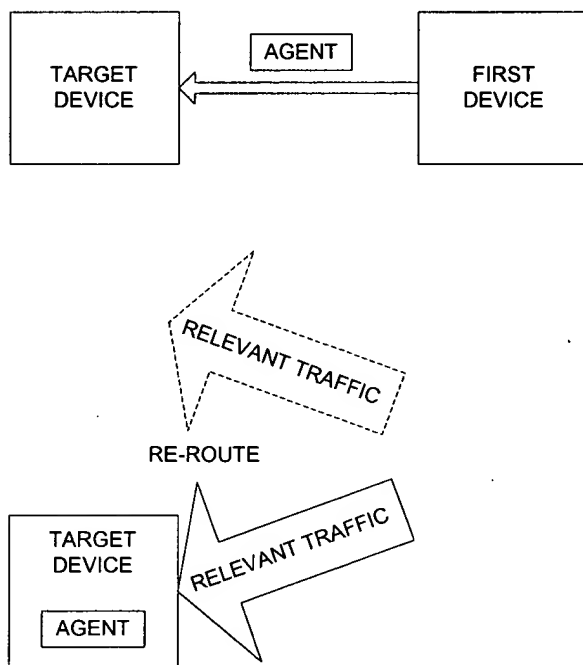 TARGET
DEVICE
AGENT
FIRST
DEVICE
RELEVANT TRAFFIC
RE-ROUTE
RELEVANT TRAFFIC
TARGET
DEVICE
AGENT